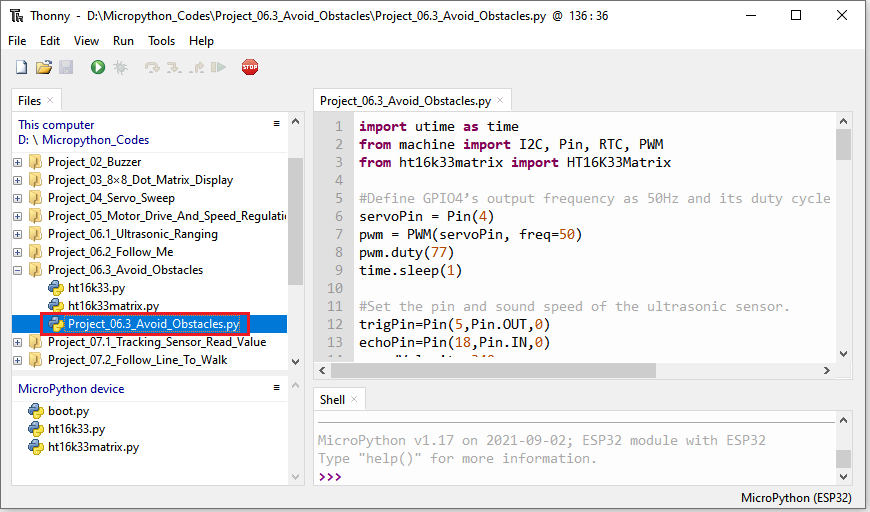 Thonny - D:\Micropython_Codes\Project_06.3_Avoid_Obstacles\Project_06.3_Avoid_Obstacles.py @ 136 : 36
File Edit View Run Tools Help
STOP
Files
This computer
D: \ Micropython_Codes
Project_02_Buzzer
Project_03_8×8_Dot_Matrix_Display
Project_04_Servo_Sweep
Project_05_Motor_Drive_And_Speed_Regulati
Project_06.1_Ultrasonic_Ranging
Project_06.2_Follow_Me
Project_06.3_Avoid_Obstacles
ht16k33.py
ht16k33matrix.py
Project_06.3_Avoid_Obstacles.py
Project_07.1_Tracking_Sensor_Read_Value
Project_07.2_Follow_Line_To_Walk
MicroPython device
boot.py
ht16k33.py
ht16k33matrix.py
Project_06.3_Avoid_Obstacles.py
1 import utime as time
2 from machine import I2C, Pin, RTC, PWM
3 from ht16k33matrix import HT16K33Matrix
4
5 #Define GPIO4’s output frequency as 50Hz and its duty cycle
6 servoPin = Pin(4)
7 pwm = PWM(servoPin, freq=50)
8 pwm.duty(77)
9 time.sleep(1)
10
11 #Set the pin and sound speed of the ultrasonic sensor.
12 trigPin=Pin(5,Pin.OUT,0)
13 echoPin=Pin(18,Pin.IN,0)
14
Shell
MicroPython v1.17 on 2021-09-02; ESP32 module with ESP32
Type "help()" for more information.
>>>
MicroPython (ESP32)